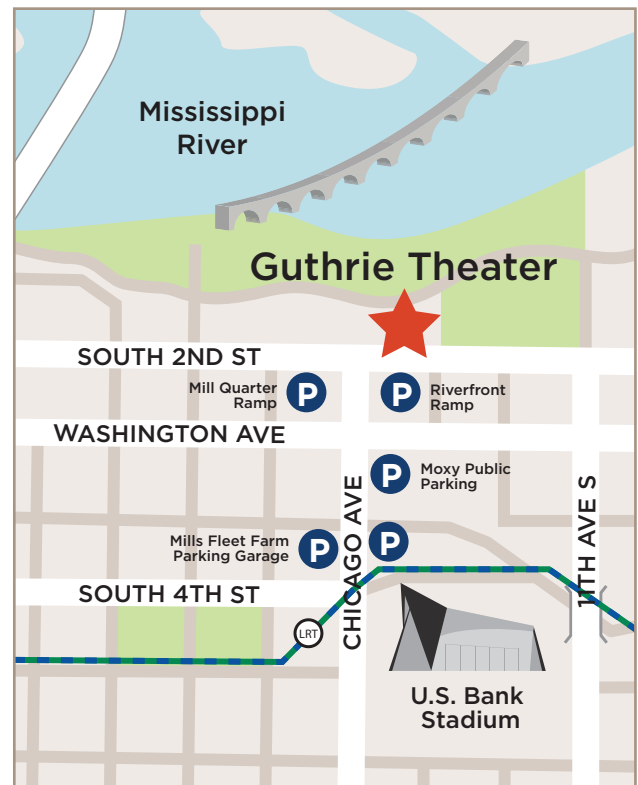 Mississippi
River
Guthrie Theater
SOUTH 2ND ST
Mill Quarter
Ramp
P
P
Riverfront
Ramp
WASHINGTON AVE
P
Moxy Public
Parking
CHICAGO AVE
11TH AVE S
Mills Fleet Farm
Parking Garage
P
P
SOUTH 4TH ST
LRT
U.S. Bank
Stadium